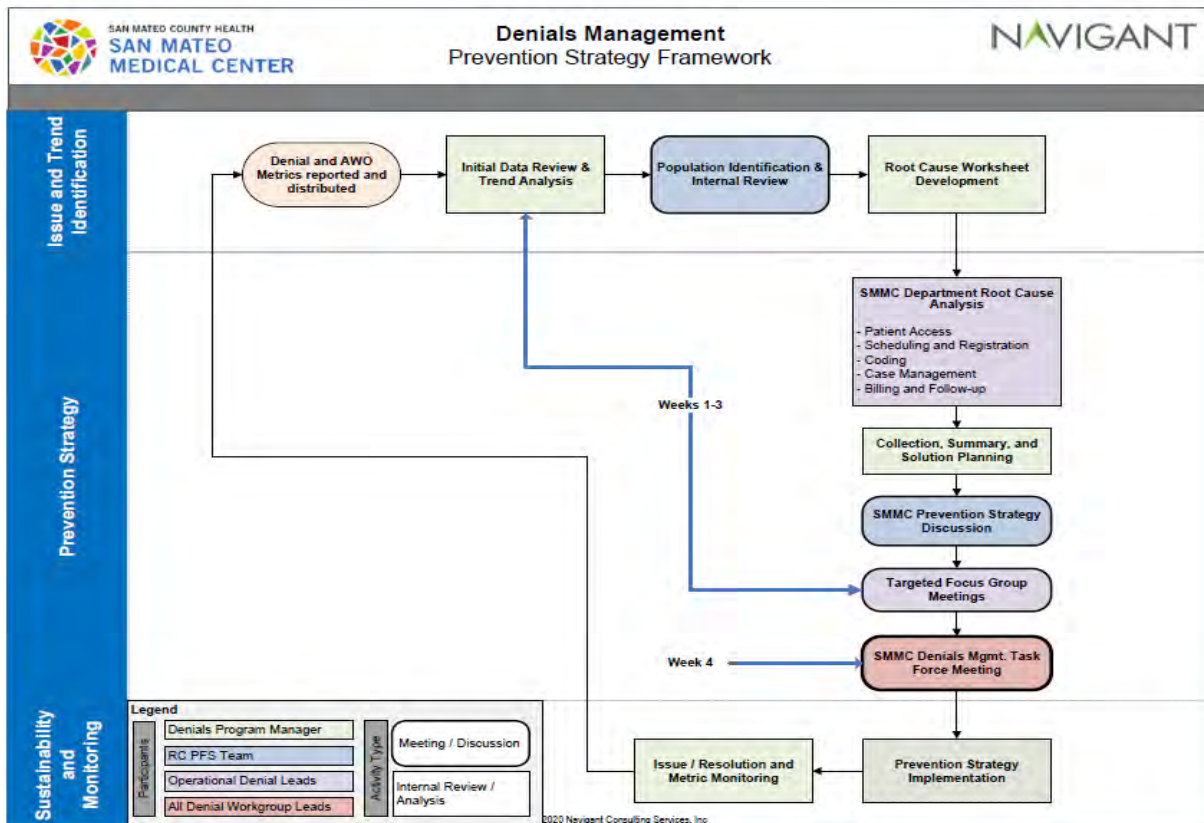 SAN MATEO COUNTY HEALTH
SAN MATEO
MEDICAL CENTER
Denials Management
Prevention Strategy Framework
NAVIGANT
Issue and Trend
Identification
Denial and AWO
Metrics reported and
distributed
Initial Data Review &
Trend Analysis
Population Identification &
Internal Review
Root Cause Worksheet
Development
Prevention Strategy
SMMC Department Root Cause
Analysis
- Patient Access
- Scheduling and Registration
- Coding
- Case Management
- Billing and Follow-up
Weeks 1-3
Collection, Summary, and
Solution Planning
SMMC Prevention Strategy
Discussion
Targeted Focus Group
Meetings
Week 4
SMMC Denials Mgmt. Task
Force Meeting
Sustainability
and
Monitoring
Legend
Participants
Denials Program Manager
RC PFS Team
Operational Denial Leads
All Denial Workgroup Leads
Activity Type
Meeting / Discussion
Internal Review /
Analysis
Issue / Resolution and
Metric Monitoring
Prevention Strategy
Implementation
2020 Navigant Consulting Services, Inc